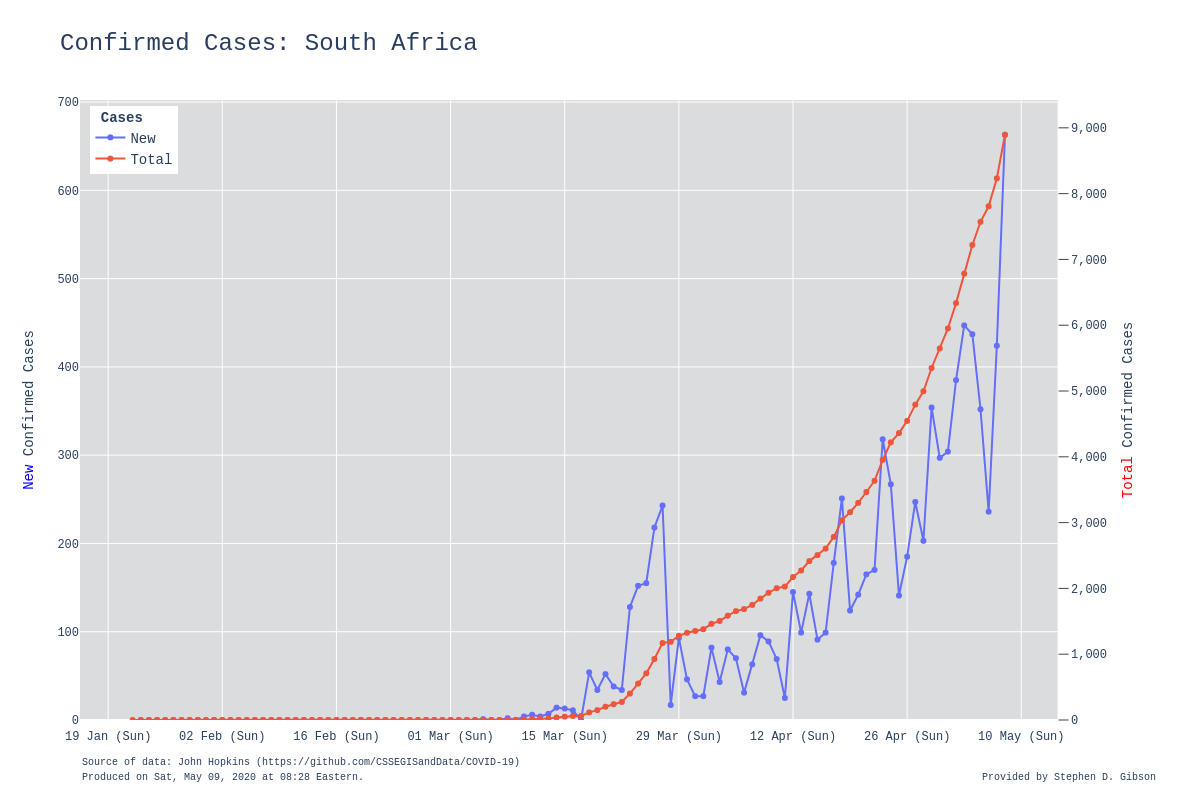 Confirmed Cases: South Africa
Cases
New
Total
700
600
500
400
300
200
100
0
9,000
8,000
7,000
6,000
5,000
4,000
3,000
2,000
1,000
0
New Confirmed Cases
Total Confirmed Cases
19 Jan (Sun) 02 Feb (Sun) 16 Feb (Sun) 01 Mar (Sun) 15 Mar (Sun) 29 Mar (Sun) 12 Apr (Sun) 26 Apr (Sun) 10 May (Sun)
Source of data: John Hopkins (https://github.com/CSSEGISandData/COVID-19)
Produced on Sat, May 09, 2020 at 08:28 Eastern.
Provided by Stephen D. Gibson